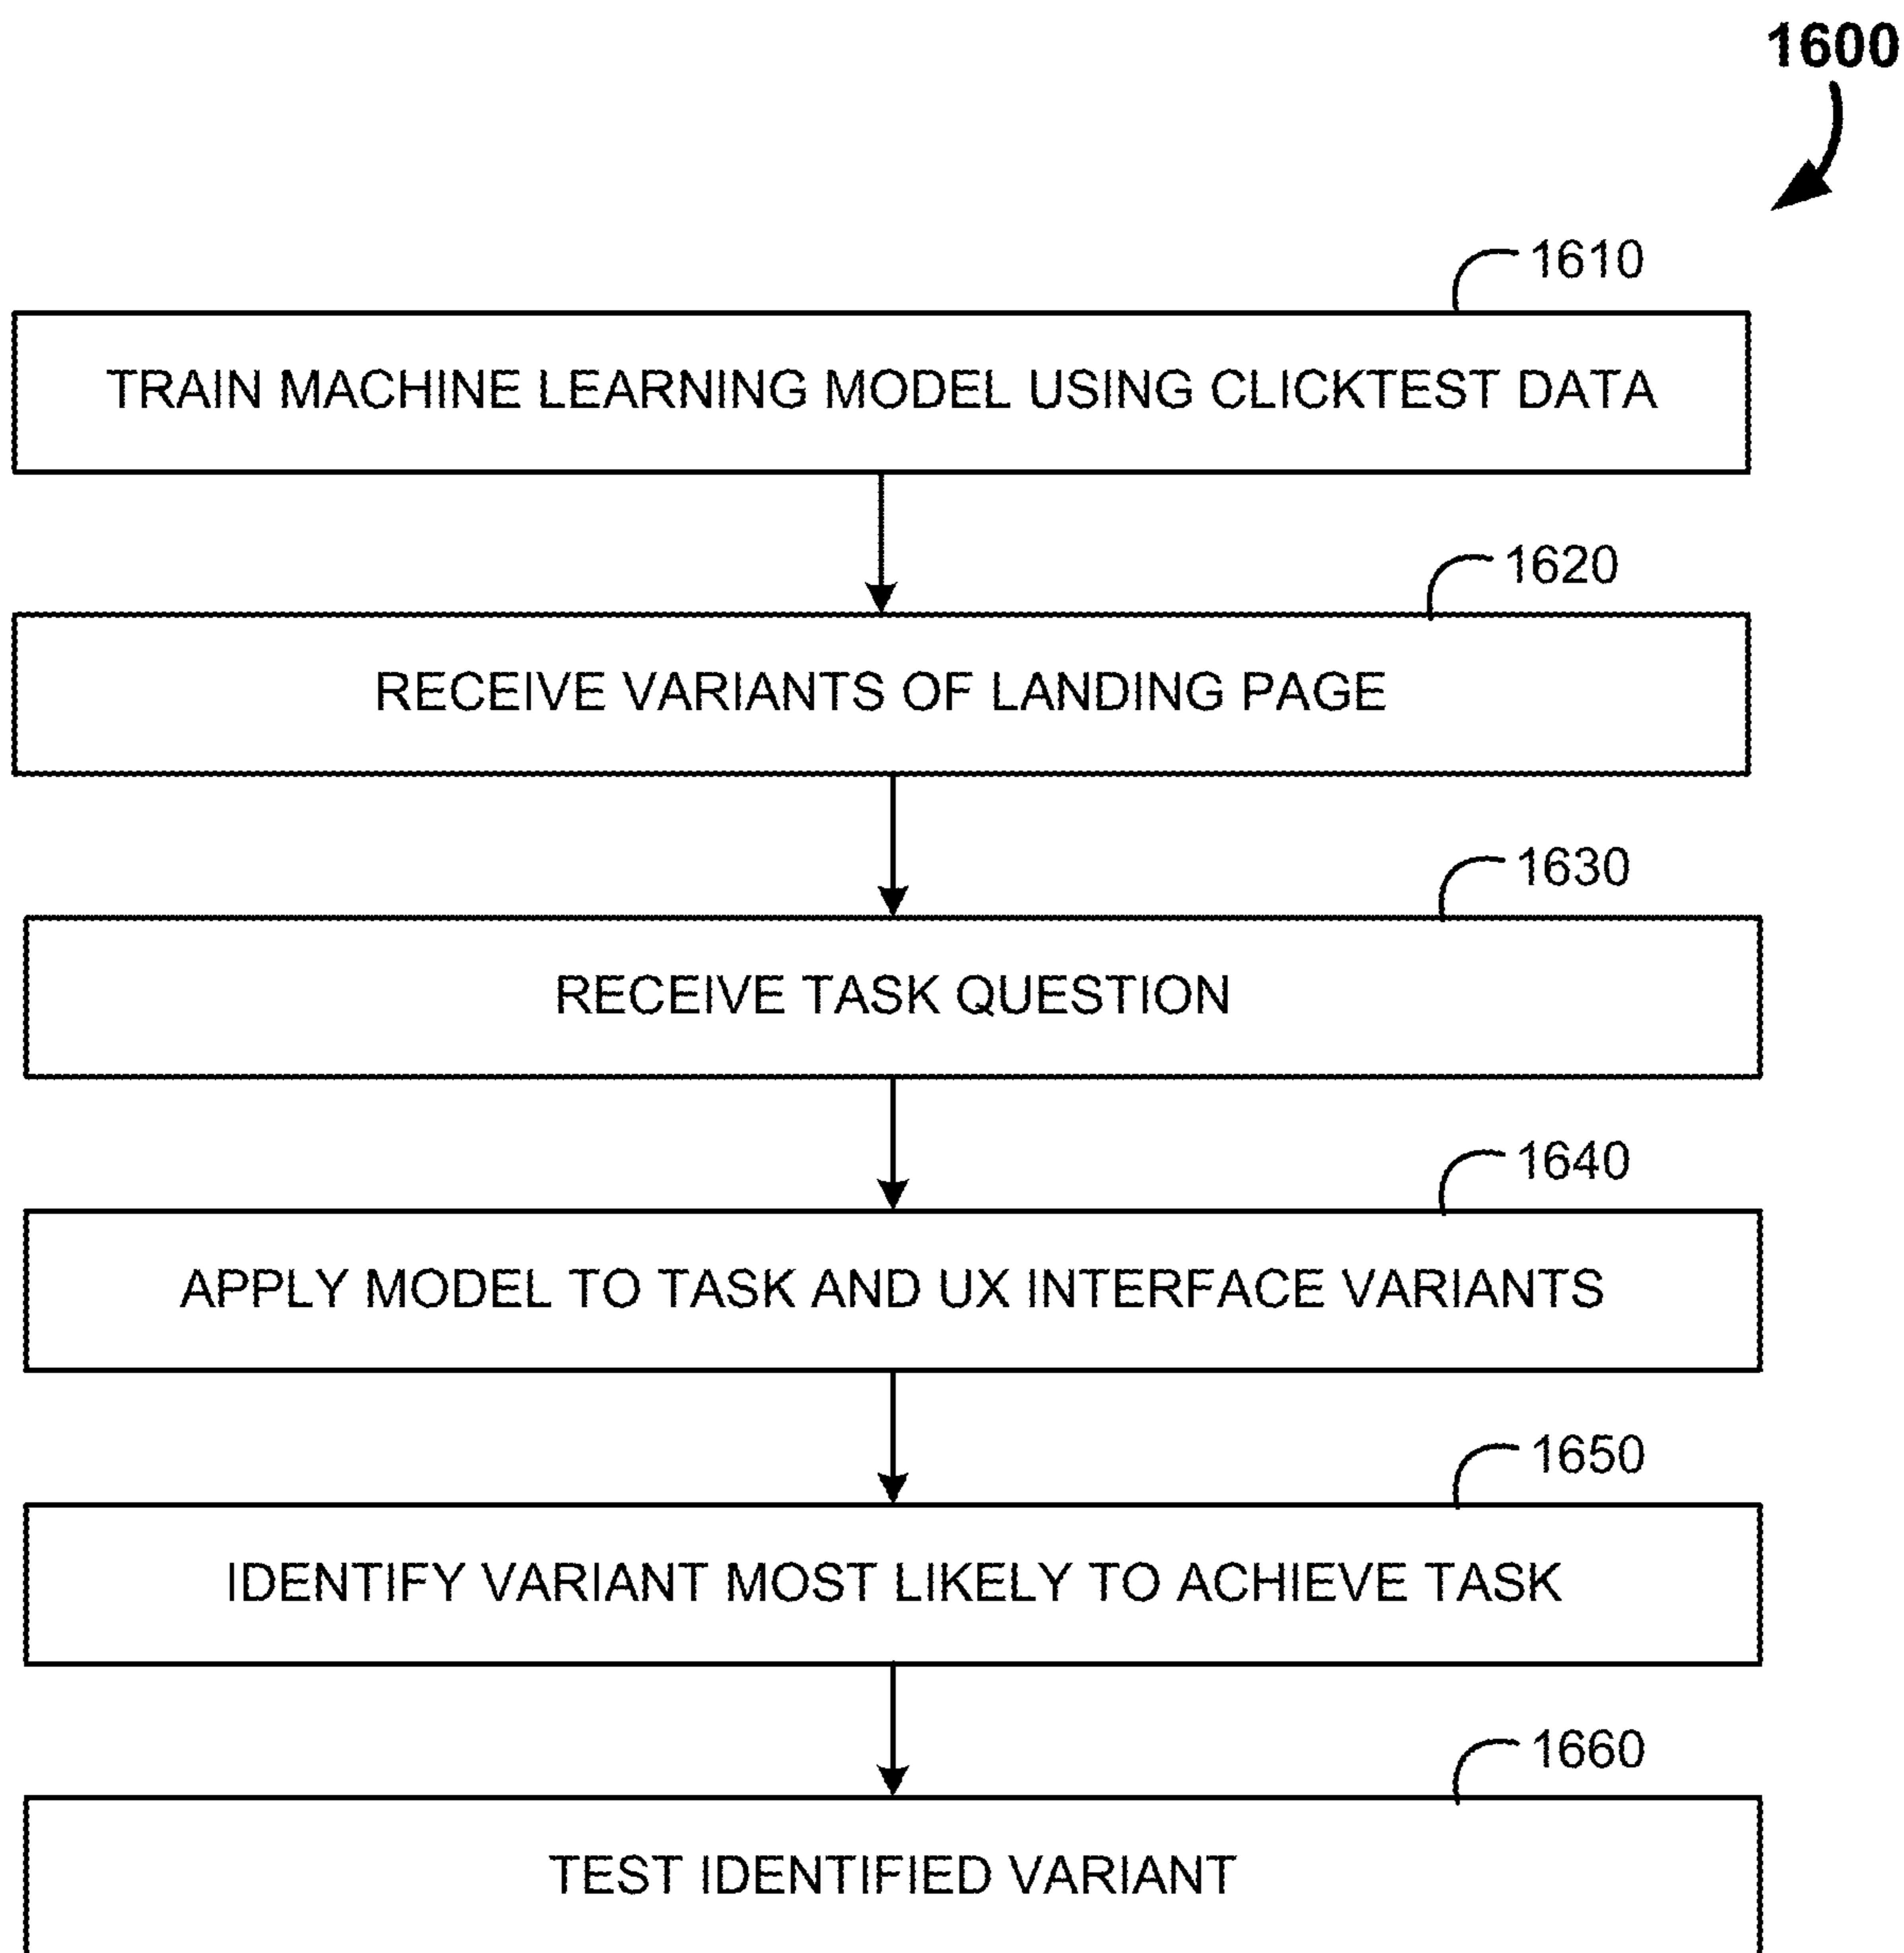 1600
1610
TRAIN MACHINE LEARNING MODEL USING CLICKTEST DATA
1620
RECEIVE VARIANTS OF LANDING PAGE
1630
RECEIVE TASK QUESTION
1640
APPLY MODEL TO TASK AND UX INTERFACE VARIANTS
1650
IDENTIFY VARIANT MOST LIKELY TO ACHIEVE TASK
1660
TEST IDENTIFIED VARIANT